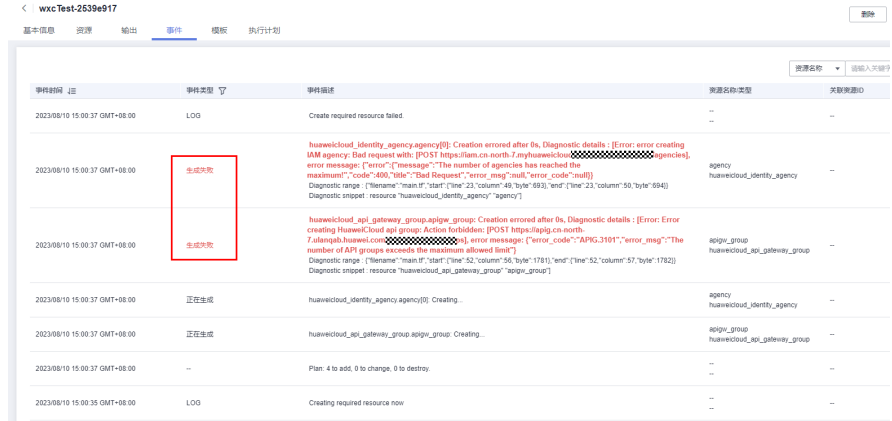 wxcTest-2539e917
删除
基本信息 资源 输出 事件 模板 执行计划
资源名称 请输入关键字
事件时间 事件类型 事件描述 资源名称/类型 关联资源ID
2023/08/10 15:00:37 GMT+08:00 LOG Create required resource failed. --
--
huaweicloud_identity_agency.agency[0]: Creation errored after 0s, Diagnostic details : [Error: error creating
IAM agency: Bad request with: [POST https://iam.cn-north-7.myhuaweicloud agencies],
error message: {"error":{"message":"The number of agencies has reached the
maximum!","code":400,"title":"Bad Request","error_msg":null,"error_code":null}}
Diagnostic range : {"filename":"main.tf","start":{"line":23,"column":49,"byte":693},"end":{"line":23,"column":50,"byte":694}}
Diagnostic snippet : resource "huaweicloud_identity_agency" "agency"]
2023/08/10 15:00:37 GMT+08:00 生成失败 agency
huaweicloud_identity_agency --
huaweicloud_api_gateway_group.apigw_group: Creation errored after 0s, Diagnostic details : [Error: Error
creating HuaweiCloud api group: Action forbidden: [POST https://apig.cn-north-
7.ulanqab.huawei.com ns], error message: {"error_code":"APIG.3101","error_msg":"The
number of API groups exceeds the maximum allowed limit"}
Diagnostic range : {"filename":"main.tf","start":{"line":52,"column":56,"byte":1781},"end":{"line":52,"column":57,"byte":1782}}
Diagnostic snippet : resource "huaweicloud_api_gateway_group" "apigw_group"]
2023/08/10 15:00:37 GMT+08:00 生成失败 apigw_group
huaweicloud_api_gateway_group --
2023/08/10 15:00:37 GMT+08:00 正在生成 huaweicloud_identity_agency.agency[0]: Creating... agency
huaweicloud_identity_agency --
2023/08/10 15:00:37 GMT+08:00 正在生成 huaweicloud_api_gateway_group.apigw_group: Creating... apigw_group
huaweicloud_api_gateway_group --
2023/08/10 15:00:37 GMT+08:00 -- Plan: 4 to add, 0 to change, 0 to destroy. --
-- --
2023/08/10 15:00:35 GMT+08:00 LOG Creating required resource now --
-- --